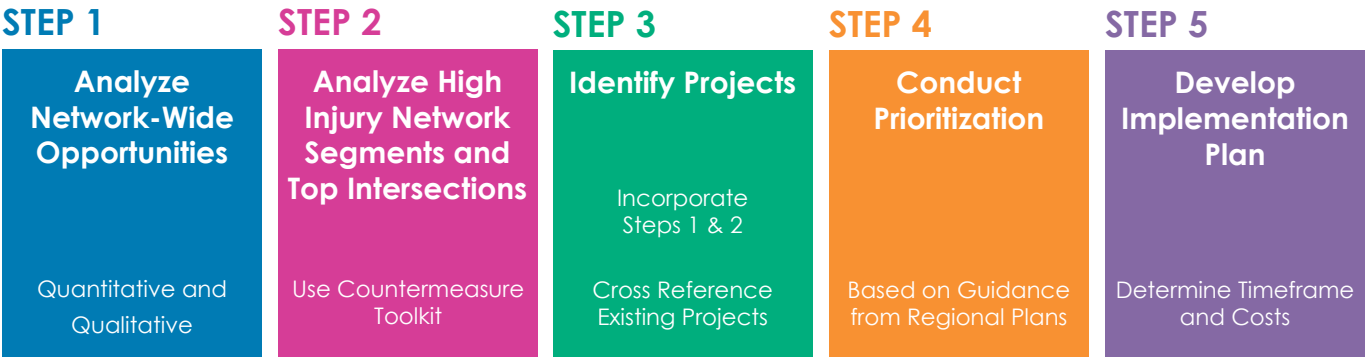 STEP 1
Analyze
Network-Wide
Opportunities
Quantitative and
Qualitative
STEP 2
Analyze High
Injury Network
Segments and
Top Intersections
Use Countermeasure
Toolkit
STEP 3
Identify Projects
Incorporate
Steps 1 & 2
Cross Reference
Existing Projects
STEP 4
Conduct
Prioritization
Based on Guidance
from Regional Plans
STEP 5
Develop
Implementation
Plan
Determine Timeframe
and Costs